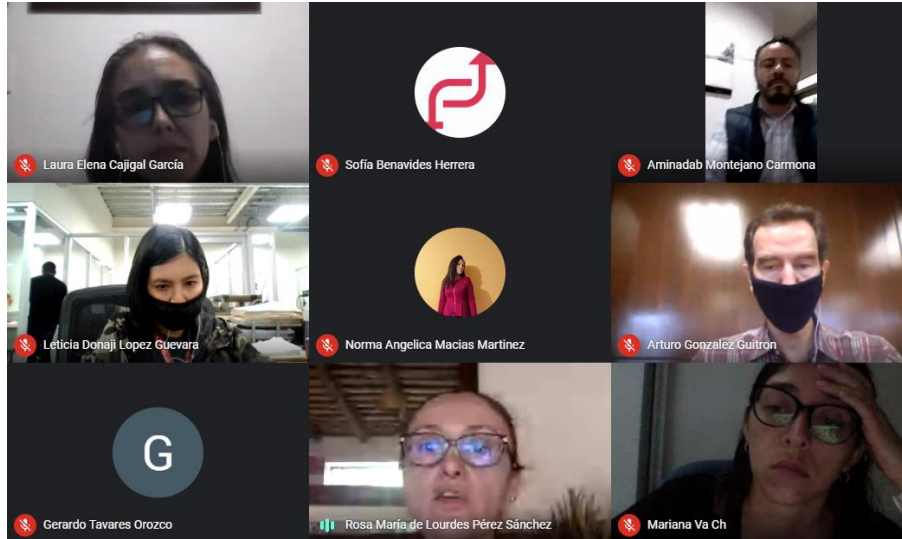 Laura Elena Cajigal García
Sofía Benavides Herrera
Aminadab Montejano Carmona
Leticia Donaji Lopez Guevara
Norma Angelica Macias Martinez
Arturo Gonzalez Guitron
G
Gerardo Tavares Orozco
Rosa María de Lourdes Pérez Sánchez
Mariana Va Ch